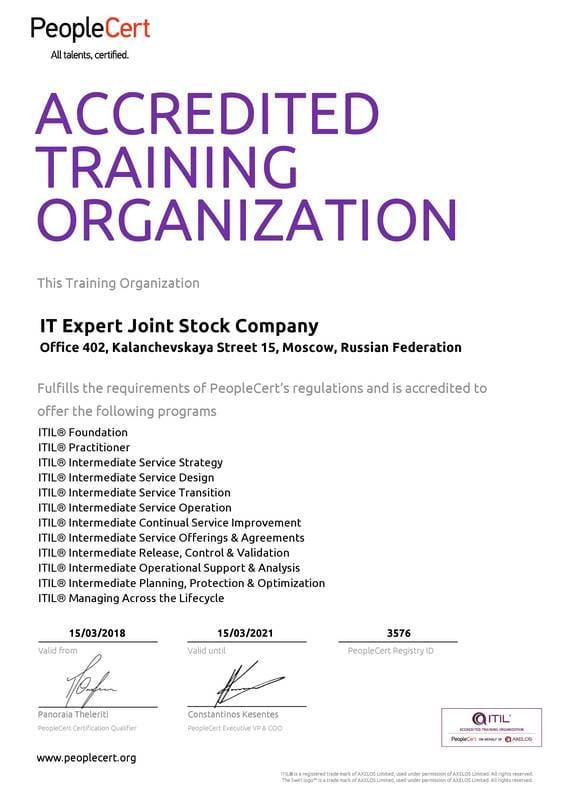 PeopleCert
All talents, certified.
ACCREDITED
TRAINING
ORGANIZATION
This Training Organization
IT Expert Joint Stock Company
Office 402, Kalanchevskaya Street 15, Moscow, Russian Federation
Fulfills the requirements of PeopleCert's regulations and is accredited to
offer the following programs
ITIL® Foundation
ITIL® Practitioner
ITIL® Intermediate Service Strategy
ITIL® Intermediate Service Design
ITIL® Intermediate Service Transition
ITIL® Intermediate Service Operation
ITIL® Intermediate Continual Service Improvement
ITIL® Intermediate Service Offerings & Agreements
ITIL® Intermediate Release, Control & Validation
ITIL® Intermediate Operational Support & Analysis
ITIL® Intermediate Planning, Protection & Optimization
ITIL® Managing Across the Lifecycle
15/03/2018 15/03/2021 3576
Valid from Valid until PeopleCert Registry ID
Panoraia Theleriti Constantinos Kesentes
PeopleCert Certification Qualifier PeopleCert Executive VP & COO
ITIL®
ACCREDITED TRAINING ORGANIZATION
PeopleCert ON BEHALF OF AXELOS
www.peoplecert.org
ITIL® is a registered trade mark of AXELOS Limited, used under permission of AXELOS Limited. All rights reserved.
The Swirl logo™ is a trade mark of AXELOS Limited, used under permission of AXELOS Limited. All rights reserved.